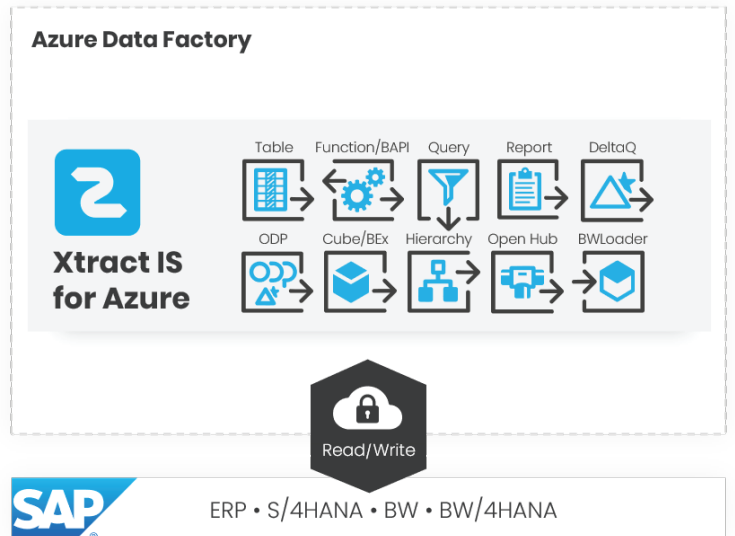 Azure Data Factory
Table Function/BAPI Query Report DeltaQ
ODP Cube/BEx Hierarchy Open Hub BWLoader
ODP
Xtract IS
for Azure
Read/Write
SAP®
ERP • S/4HANA • BW • BW/4HANA